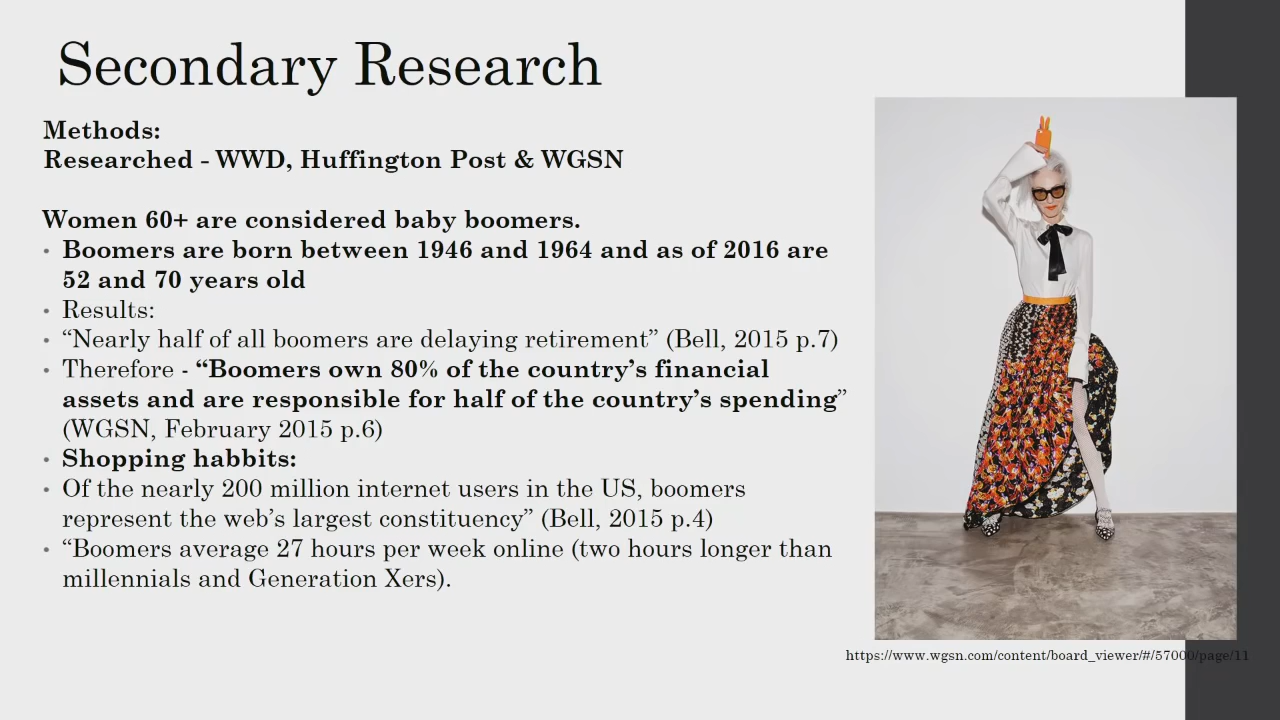 Secondary Research
Methods:
Researched - WWD, Huffington Post & WGSN
Women 60+ are considered baby boomers.
• Boomers are born between 1946 and 1964 and as of 2016 are
52 and 70 years old
• Results:
• “Nearly half of all boomers are delaying retirement” (Bell, 2015 p.7)
• Therefore - “Boomers own 80% of the country’s financial
assets and are responsible for half of the country’s spending”
(WGSN, February 2015 p.6)
• Shopping habbits:
• Of the nearly 200 million internet users in the US, boomers
represent the web’s largest constituency” (Bell, 2015 p.4)
• “Boomers average 27 hours per week online (two hours longer than
millennials and Generation Xers).
https://www.wgsn.com/content/board_viewer/#/57000/page/11